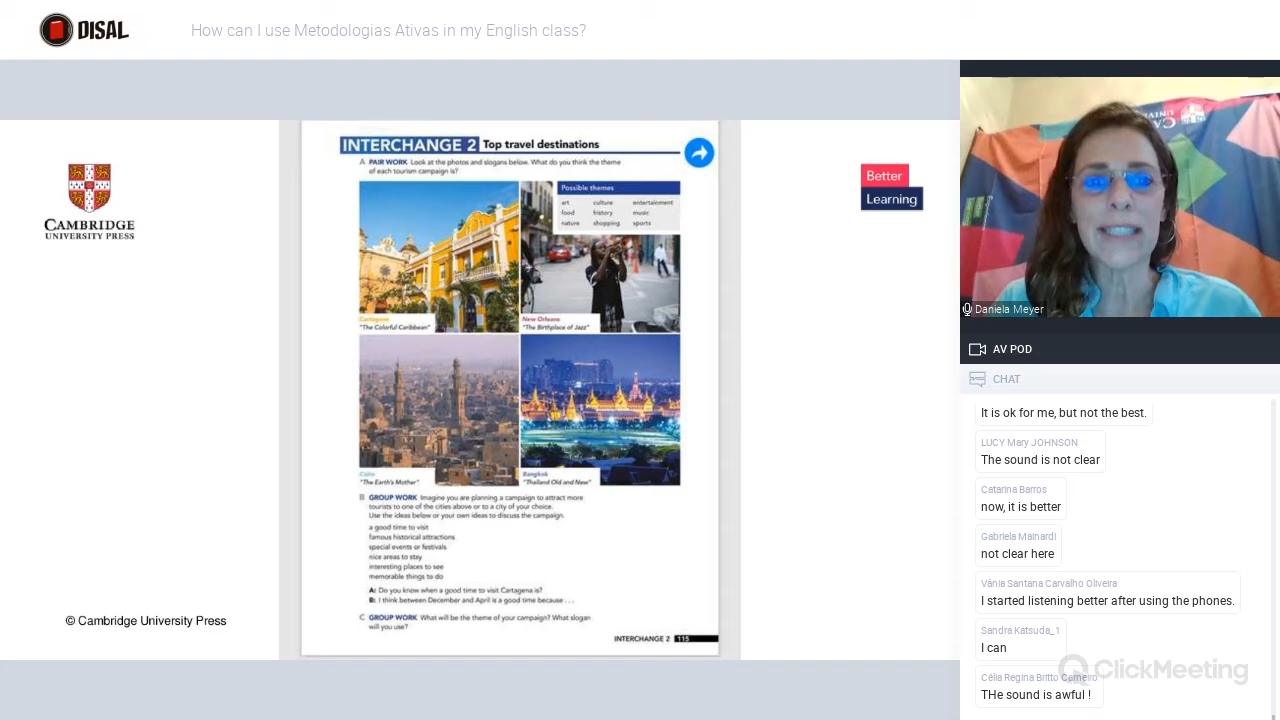 DISAL
How can I use Metodologias Ativas in my English class?
CAMBRIDGE
UNIVERSITY PRESS
© Cambridge University Press
INTERCHANGE 2 Top travel destinations
A PAIR WORK Look at the photos and slogans below. What do you think the theme
of each tourism campaign is?
Possible themes
art culture entertainment
food history music
nature shopping sports
Cartagena
"The Colorful Caribbean"
New Orleans
"The Birthplace of Jazz"
Cairo
"The Earth's Mother"
Bangkok
"Thailand Old and New"
B GROUP WORK Imagine you are planning a campaign to attract more
tourists to one of the cities above or to a city of your choice.
Use the ideas below or your own ideas to discuss the campaign.
a good time to visit
famous historical attractions
special events or festivals
nice areas to stay
interesting places to see
memorable things to do
A: Do you know when a good time to visit Cartagena is?
B: I think between December and April is a good time because . . .
C GROUP WORK What will be the theme of your campaign? What slogan
will you use?
INTERCHANGE 2 115
Better
Learning
Daniela Meyer
AV POD
CHAT
It is ok for me, but not the best.
LUCY Mary JOHNSON
The sound is not clear
Catarina Barros
now, it is better
Gabriela Mainardi
not clear here
Vânia Santana Carvalho Oliveira
I started listening better after using the phones.
Sandra Katsuda_1
I can
Célia Regina Britto Carneiro
THe sound is awful !
ClickMeeting